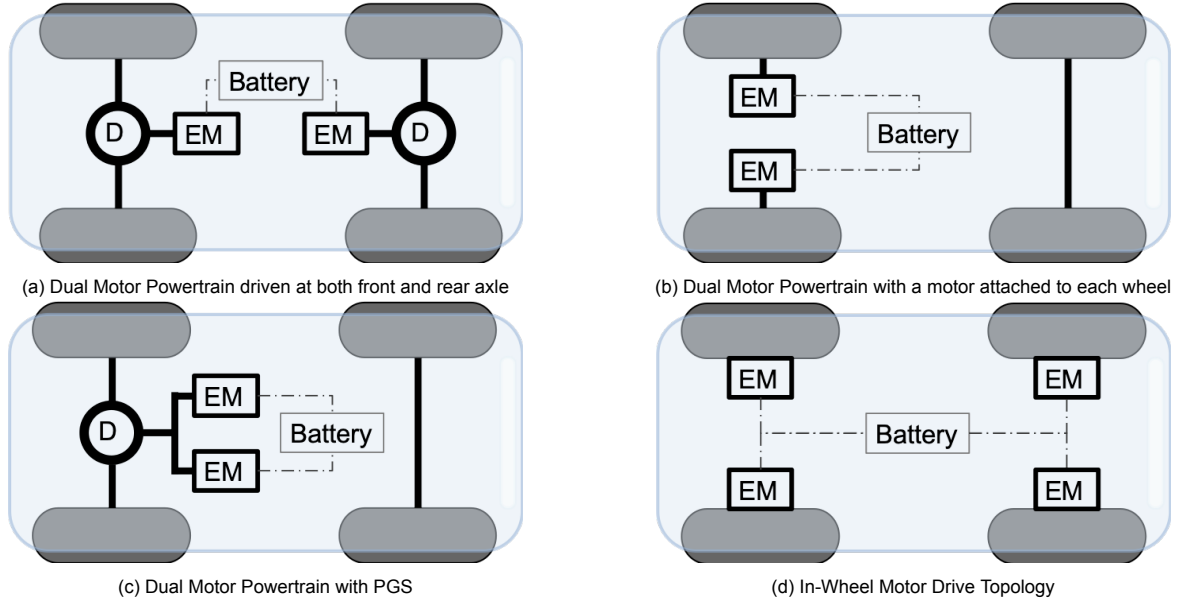 Battery
D
EM
EM
D
(a) Dual Motor Powertrain driven at both front and rear axle
EM
Battery
EM
(b) Dual Motor Powertrain with a motor attached to each wheel
EM
D
Battery
EM
(c) Dual Motor Powertrain with PGS
EM
EM
Battery
EM
EM
(d) In-Wheel Motor Drive Topology